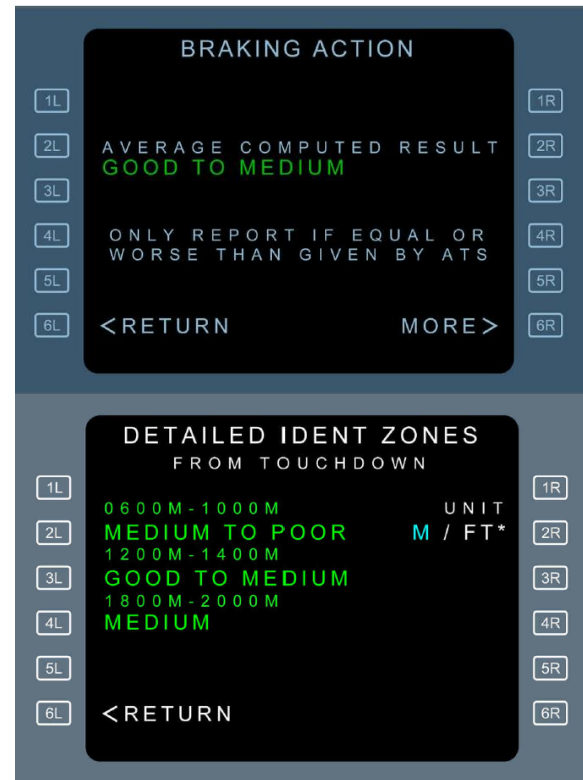 BRAKING ACTION
1L 1R
2L AVERAGE COMPUTED RESULT 2R
GOOD TO MEDIUM
3L 3R
4L ONLY REPORT IF EQUAL OR 4R
WORSE THAN GIVEN BY ATS
5L 5R
6L <RETURN MORE> 6R
DETAILED IDENT ZONES
FROM TOUCHDOWN
1L 1R
0600M-1000M UNIT
2L MEDIUM TO POOR M / FT* 2R
1200M-1400M
3L GOOD TO MEDIUM 3R
1800M-2000M
4L MEDIUM 4R
5L 5R
6L <RETURN 6R